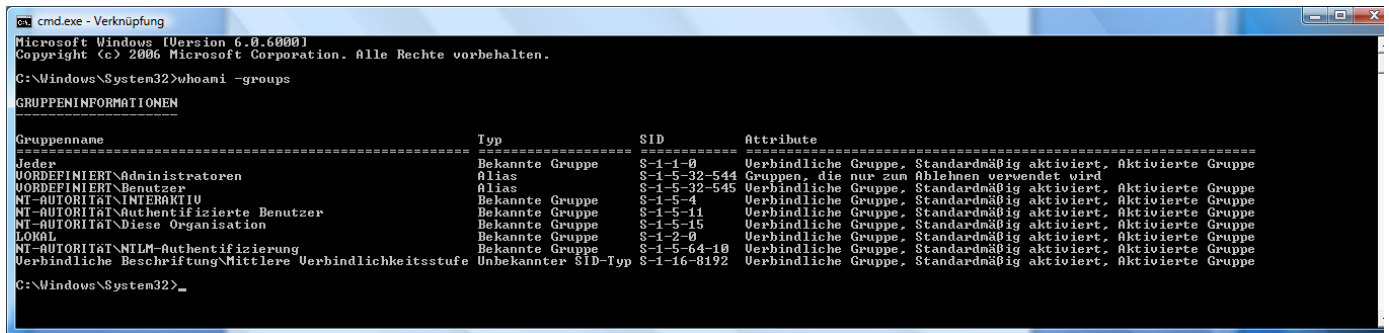 cmd.exe - Verknüpfung
Microsoft Windows [Version 6.0.6000]
Copyright (c) 2006 Microsoft Corporation. Alle Rechte vorbehalten.
C:\Windows\System32>whoami -groups
GRUPPENINFORMATIONEN
--------------------
Gruppenname Typ SID Attribute
Jeder Bekannte Gruppe S-1-1-0 Verbindliche Gruppe, Standardmäßig aktiviert, Aktivierte Gruppe
VORDEFINIERT\Administratoren Alias S-1-5-32-544 Gruppen, die nur zum Ablehnen verwendet wird
VORDEFINIERT\Benutzer Alias S-1-5-32-545 Verbindliche Gruppe, Standardmäßig aktiviert, Aktivierte Gruppe
NT-AUTORITäT\INTERAKTIV Bekannte Gruppe S-1-5-4 Verbindliche Gruppe, Standardmäßig aktiviert, Aktivierte Gruppe
NT-AUTORITäT\Authentifizierte Benutzer Bekannte Gruppe S-1-5-11 Verbindliche Gruppe, Standardmäßig aktiviert, Aktivierte Gruppe
NT-AUTORITäT\Diese Organisation Bekannte Gruppe S-1-5-15 Verbindliche Gruppe, Standardmäßig aktiviert, Aktivierte Gruppe
LOKAL Bekannte Gruppe S-1-2-0 Verbindliche Gruppe, Standardmäßig aktiviert, Aktivierte Gruppe
NT-AUTORITäT\NTLM-Authentifizierung Bekannte Gruppe S-1-5-64-10 Verbindliche Gruppe, Standardmäßig aktiviert, Aktivierte Gruppe
Verbindliche Beschriftung\Mittlere Verbindlichkeitsstufe Unbekannter SID-Typ S-1-16-8192 Verbindliche Gruppe, Standardmäßig aktiviert, Aktivierte Gruppe
C:\Windows\System32>_